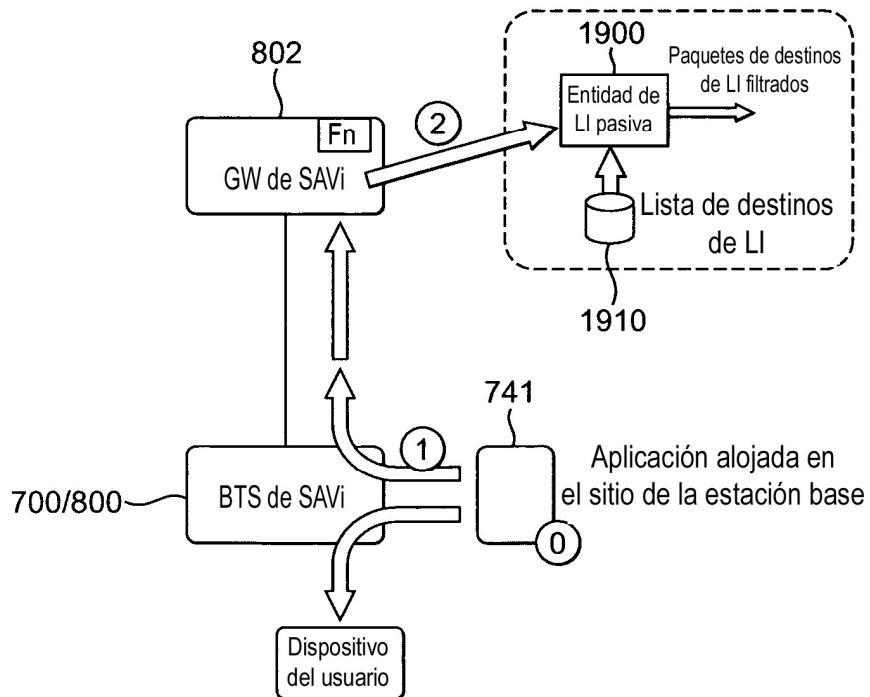 802
1900
Paquetes de destinos
de LI filtrados
Fn
2
Entidad de
LI pasiva
GW de SAVi
Lista de destinos
de LI
1910
741
1
Aplicación alojada en
el sitio de la estación base
700/800
BTS de SAVi
0
Dispositivo
del usuario